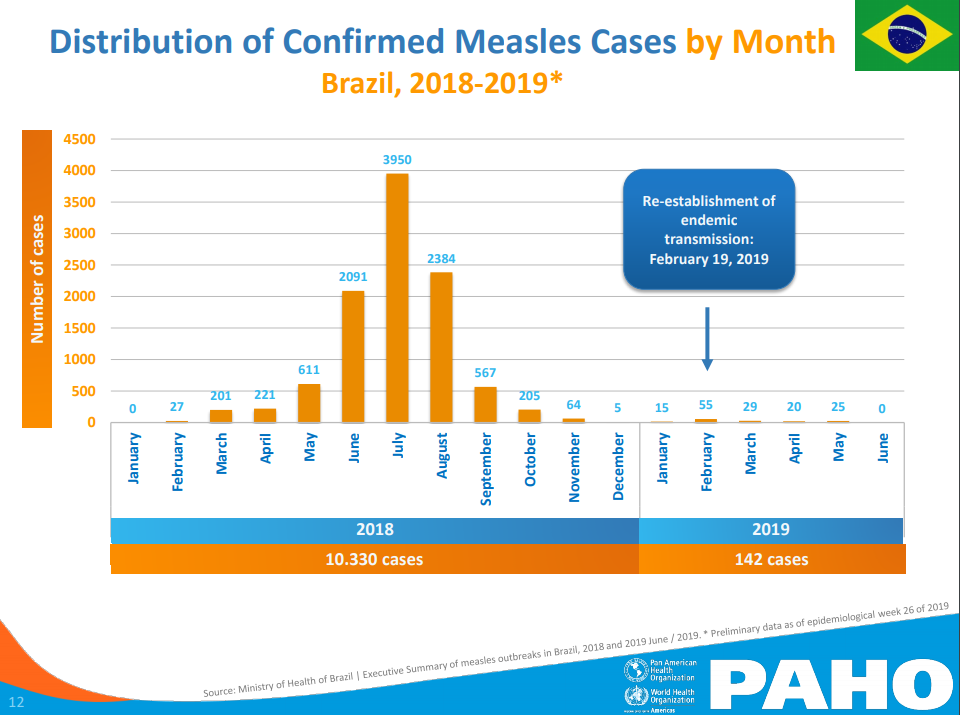 Distribution of Confirmed Measles Cases by Month
Brazil, 2018-2019*
Number of cases
4500
4000
3500
3000
2500
2000
1500
1000
500
0
0
27
201
221
611
2091
3950
2384
567
205
64
5
15
55
29
20
25
0
Re-establishment of
endemic
transmission:
February 19, 2019
January
February
March
April
May
June
July
August
September
October
November
December
January
February
March
April
May
June
2018
2019
10.330 cases
142 cases
Source: Ministry of Health of Brazil | Executive Summary of measles outbreaks in Brazil, 2018 and 2019 June / 2019. * Preliminary data as of epidemiological week 26 of 2019
12
Pan American
Health
Organization
World Health
Organization
Americas
PAHO